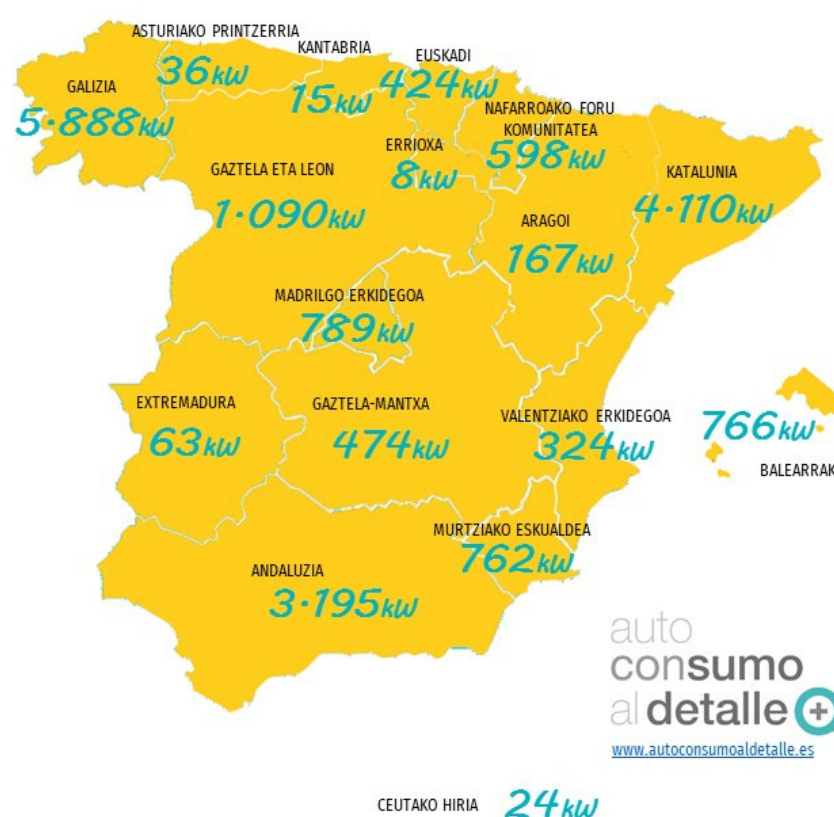 ASTURIAKO PRINTZERRIA
36kW
KANTABRIA
15kW
EUSKADI
424kW
GALIZIA
5.888kW
NAFARROAKO FORU
KOMUNITATEA
598kW
ERRIOXA
8kW
GAZTELA ETA LEON
1.090kW
KATALUNIA
4.110kW
ARAGOI
167kW
MADRILGO ERKIDEGOA
789kW
EXTREMADURA
63kW
GAZTELA-MANTXA
474kW
VALENTZIAKO ERKIDEGOA
324kW
766kW
BALEARRAK
MURTZIAKO ESKUALDEA
762kW
ANDALUZIA
3.195kW
auto
consumo
al detalle
www.autoconsumoaldetalle.es
CEUTAKO HIRIA 24kW